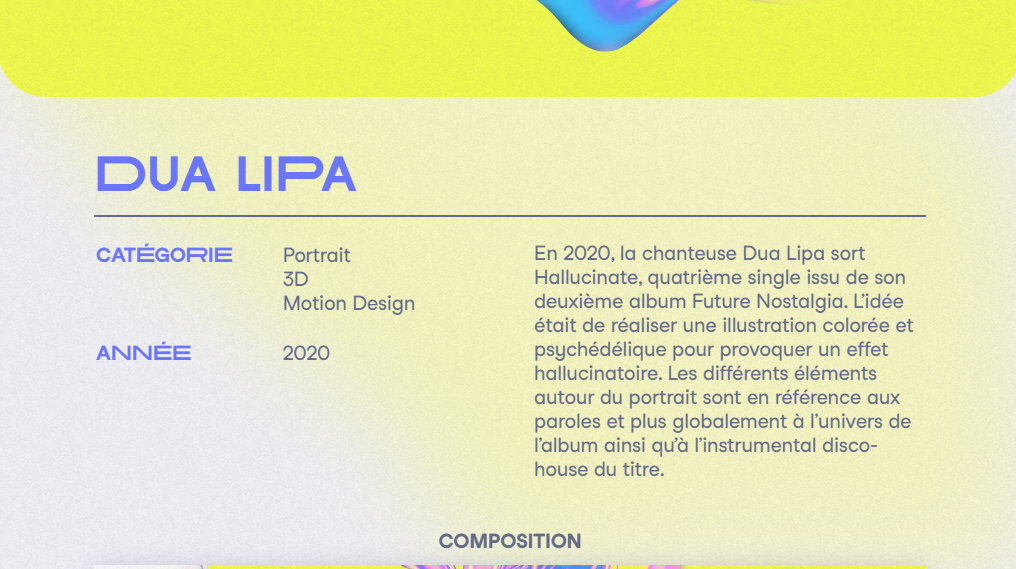 DUA LIPA
CATÉGORIE
Portrait
3D
Motion Design
ANNÉE
2020
En 2020, la chanteuse Dua Lipa sort
Hallucinate, quatrième single issu de son
deuxième album Future Nostalgia. L’idée
était de réaliser une illustration colorée et
psychédélique pour provoquer un effet
hallucinatoire. Les différents éléments
autour du portrait sont en référence aux
paroles et plus globalement à l’univers de
l’album ainsi qu’à l’instrumental disco-
house du titre.
COMPOSITION